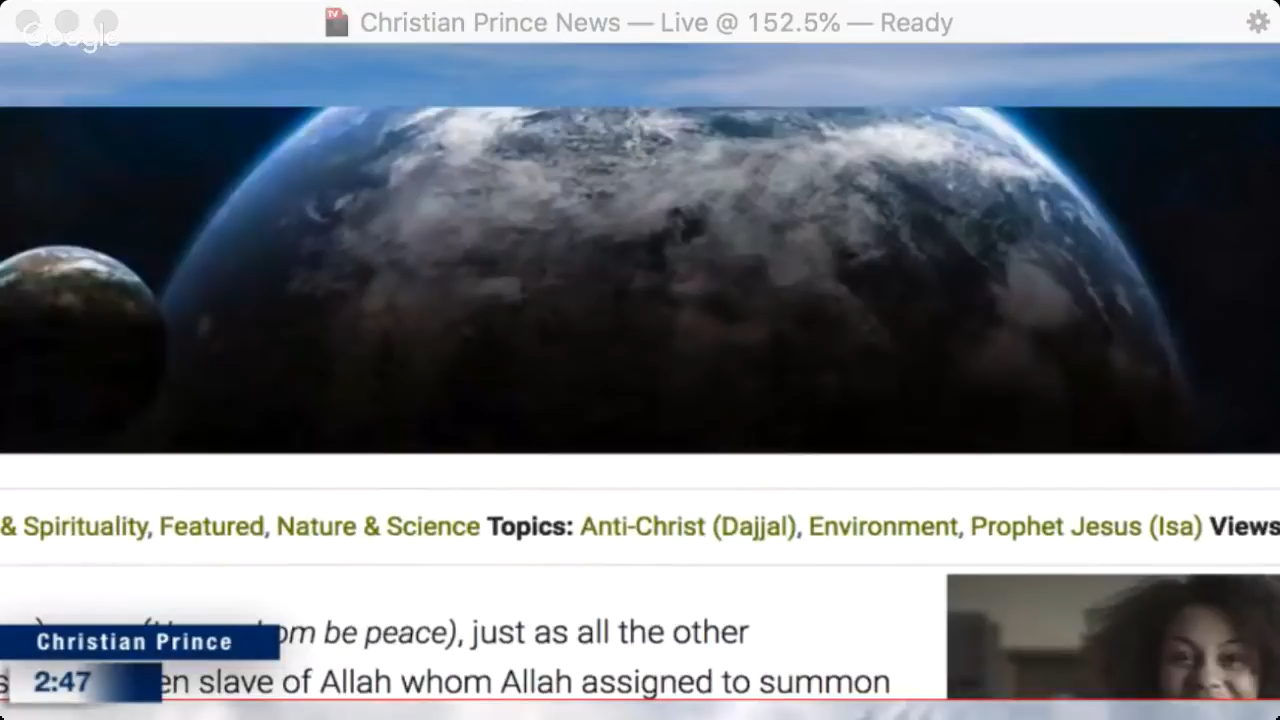 Christian Prince News — Live @ 152.5% — Ready
Google
& Spirituality, Featured, Nature & Science Topics: Anti-Christ (Dajjal), Environment, Prophet Jesus (Isa) Views
om be peace), just as all the other
Christian Prince
2:47
en slave of Allah whom Allah assigned to summon